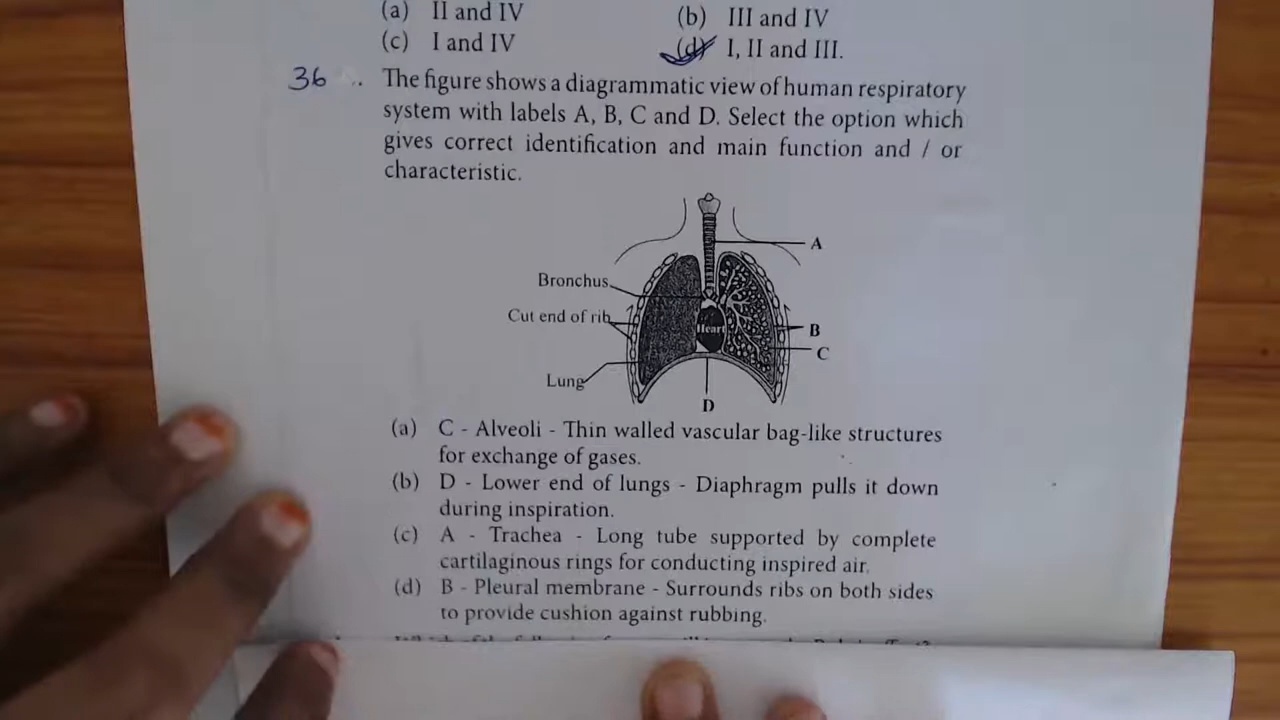 (a) II and IV (b) III and IV
(c) I and IV (d) I, II and III.
36 .. The figure shows a diagrammatic view of human respiratory
system with labels A, B, C and D. Select the option which
gives correct identification and main function and / or
characteristic.
A
Bronchus
Cut end of rib
Heart
B
C
Lung
D
(a) C - Alveoli - Thin walled vascular bag-like structures
for exchange of gases.
(b) D - Lower end of lungs - Diaphragm pulls it down
during inspiration.
(c) A - Trachea - Long tube supported by complete
cartilaginous rings for conducting inspired air.
(d) B - Pleural membrane - Surrounds ribs on both sides
to provide cushion against rubbing.